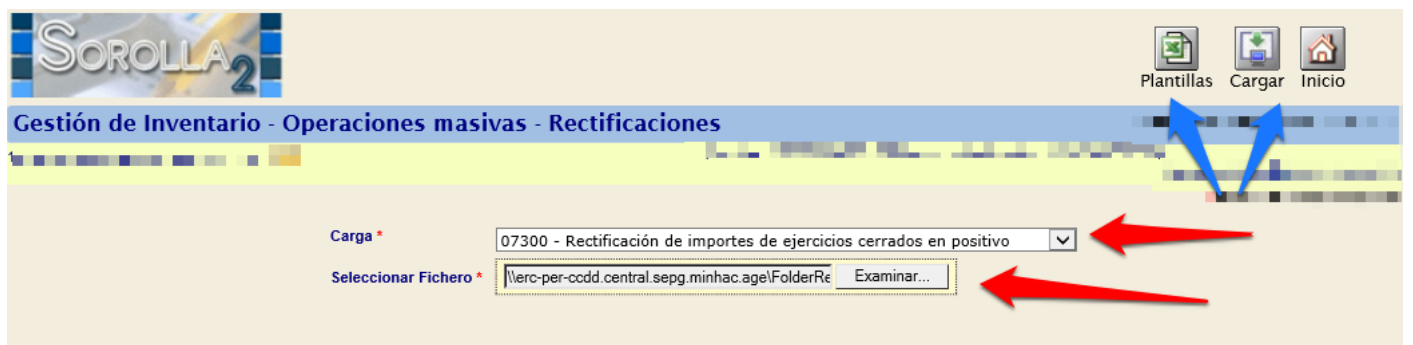 SOROLLA2
Plantillas Cargar Inicio
Gestión de Inventario - Operaciones masivas - Rectificaciones
Carga *
07300 - Rectificación de importes de ejercicios cerrados en positivo
Seleccionar Fichero *
\\erc-per-ccdd.central.sepg.minhac.age\FolderRe
Examinar...